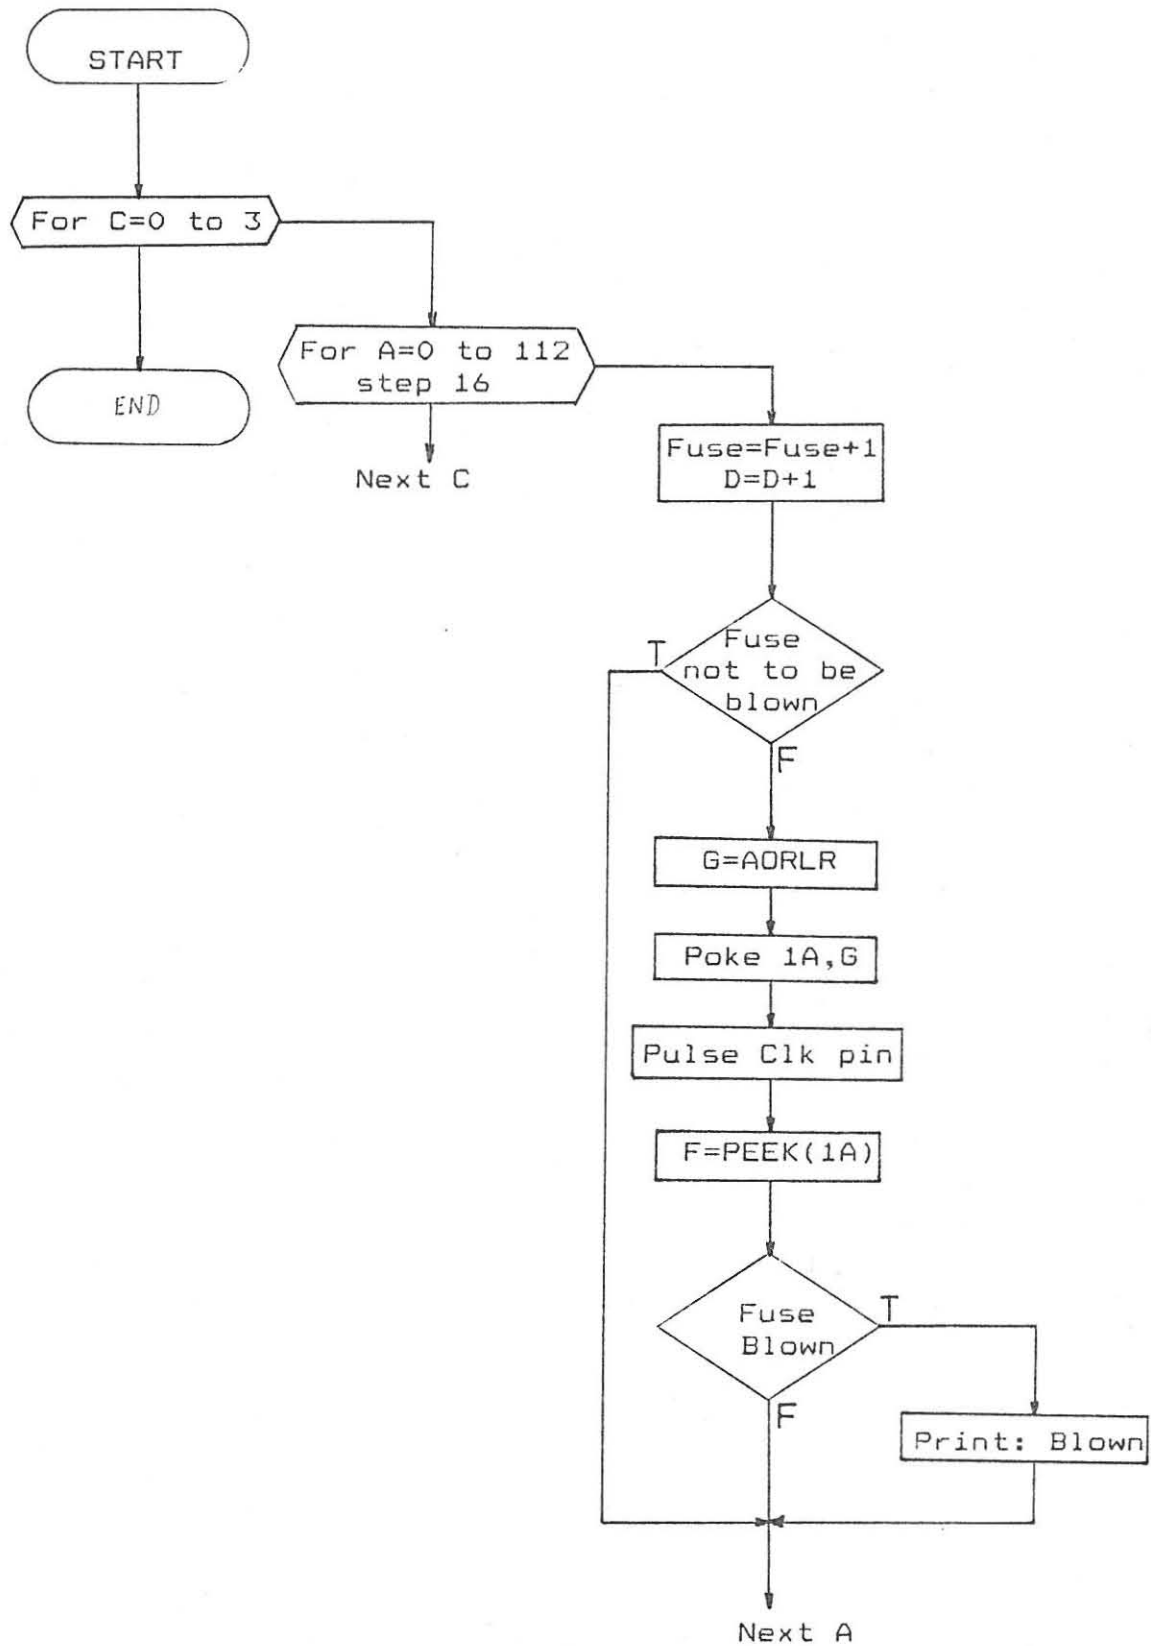 START
For C=0 to 3
For A=0 to 112
step 16
END
Next C
Fuse=Fuse+1
D=D+1
T
Fuse
not to be
blown
F
G=AORLR
Poke 1A,G
Pulse Clk pin
F=PEEK(1A)
T
Fuse
Blown
F
Print: Blown
Next A